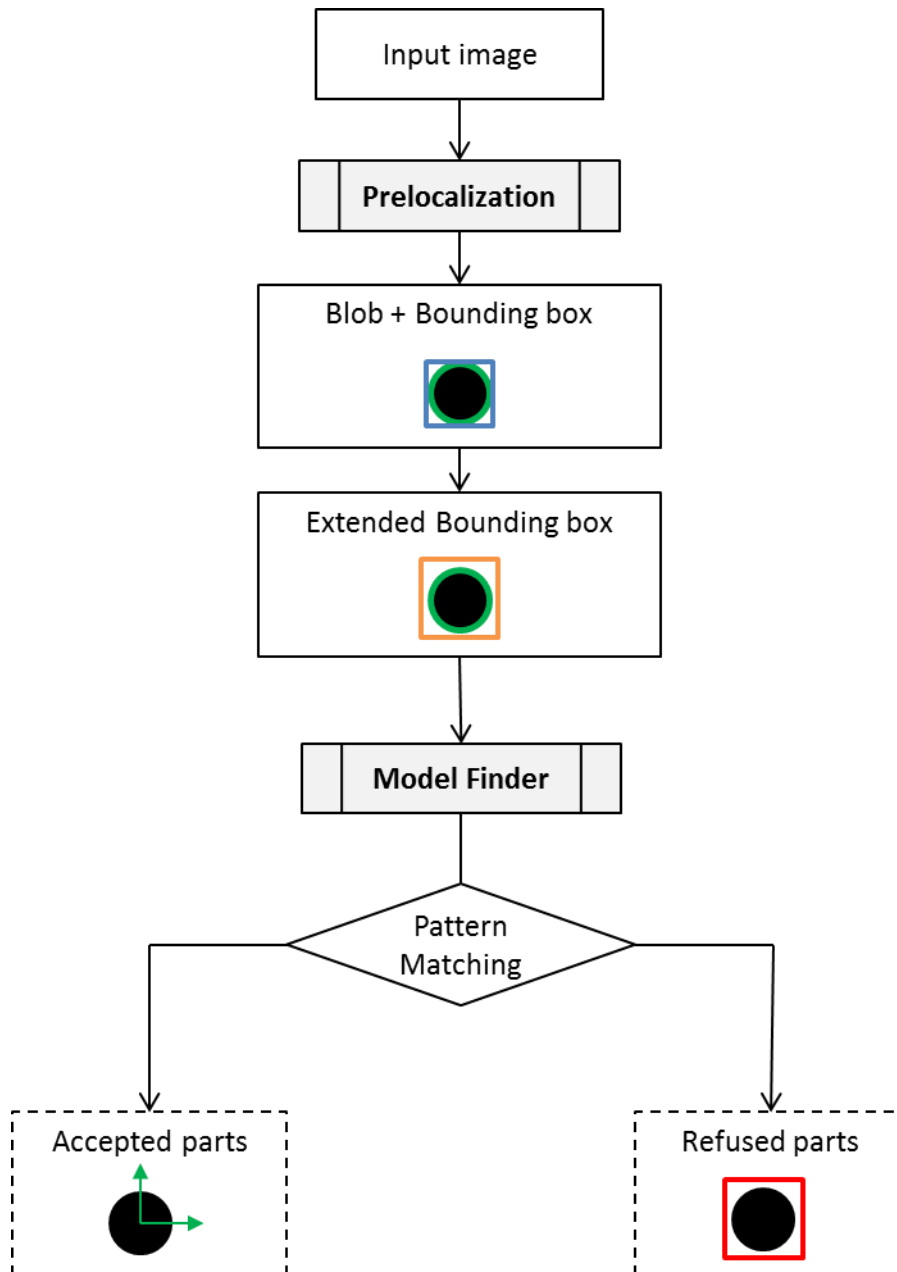 Input image
Prelocalization
Blob + Bounding box
Extended Bounding box
Model Finder
Pattern
Matching
Accepted parts
Refused parts